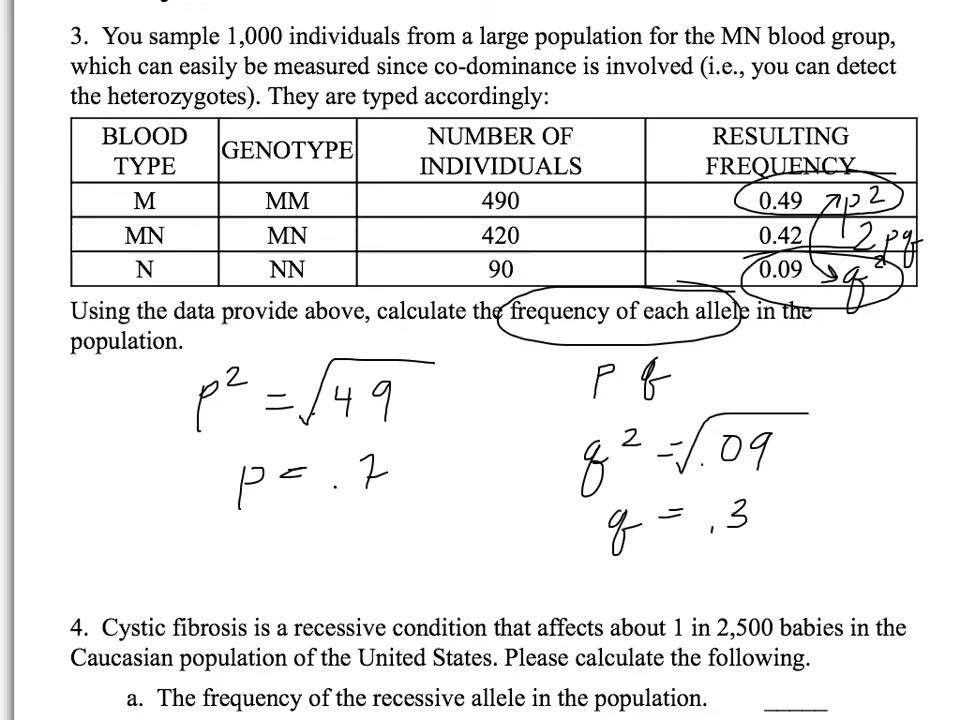 3. You sample 1,000 individuals from a large population for the MN blood group,
which can easily be measured since co-dominance is involved (i.e., you can detect
the heterozygotes). They are typed accordingly:
BLOOD TYPE GENOTYPE NUMBER OF INDIVIDUALS RESULTING FREQUENCY
M MM 490 0.49 p2
MN MN 420 0.42 2pq
N NN 90 0.09 q2
Using the data provide above, calculate the frequency of each allele in the
population.
p2 = √.49
p = .7
p q
q2 = √.09
q = .3
4. Cystic fibrosis is a recessive condition that affects about 1 in 2,500 babies in the
Caucasian population of the United States. Please calculate the following.
a. The frequency of the recessive allele in the population. _____